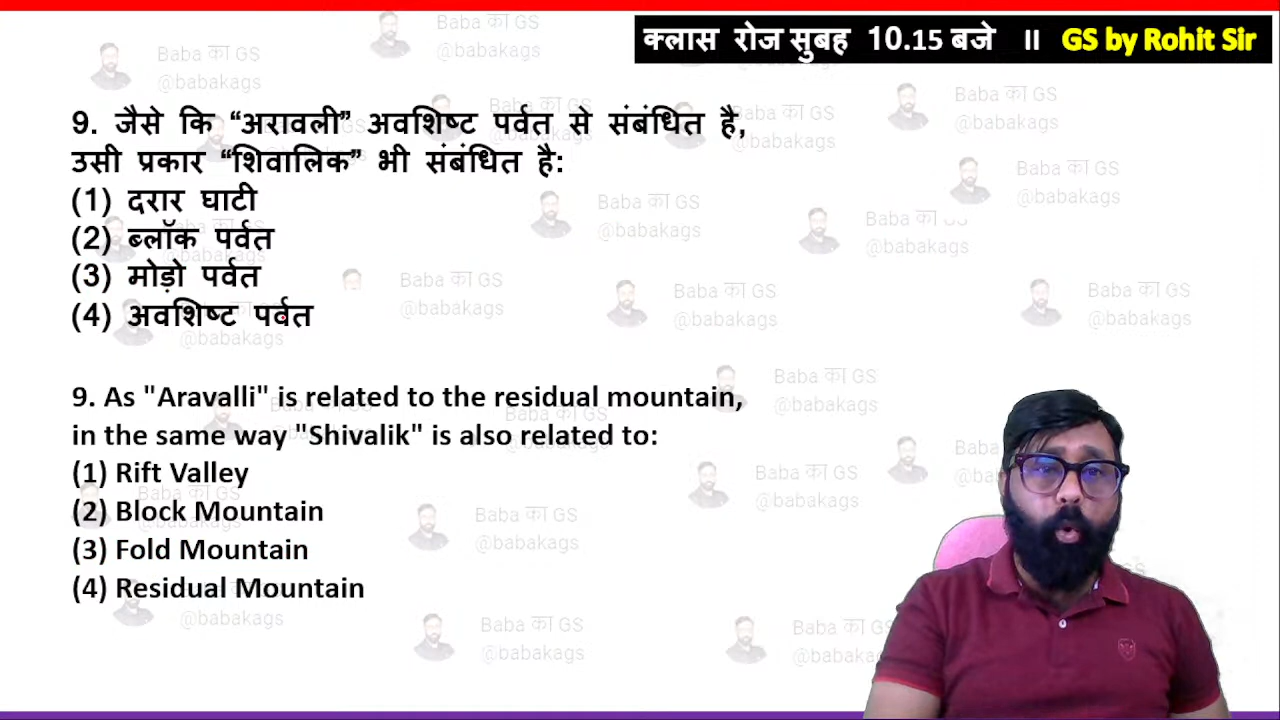 क्लास रोज सुबह 10.15 बजे II GS by Rohit Sir
9. जैसे कि “अरावली” अवशिष्ट पर्वत से संबंधित है,
उसी प्रकार “शिवालिक” भी संबंधित है:
(1) दरार घाटी
(2) ब्लॉक पर्वत
(3) मोड़ो पर्वत
(4) अवशिष्ट पर्वत
9. As "Aravalli" is related to the residual mountain,
in the same way "Shivalik" is also related to:
(1) Rift Valley
(2) Block Mountain
(3) Fold Mountain
(4) Residual Mountain
Baba का GS
@babakags